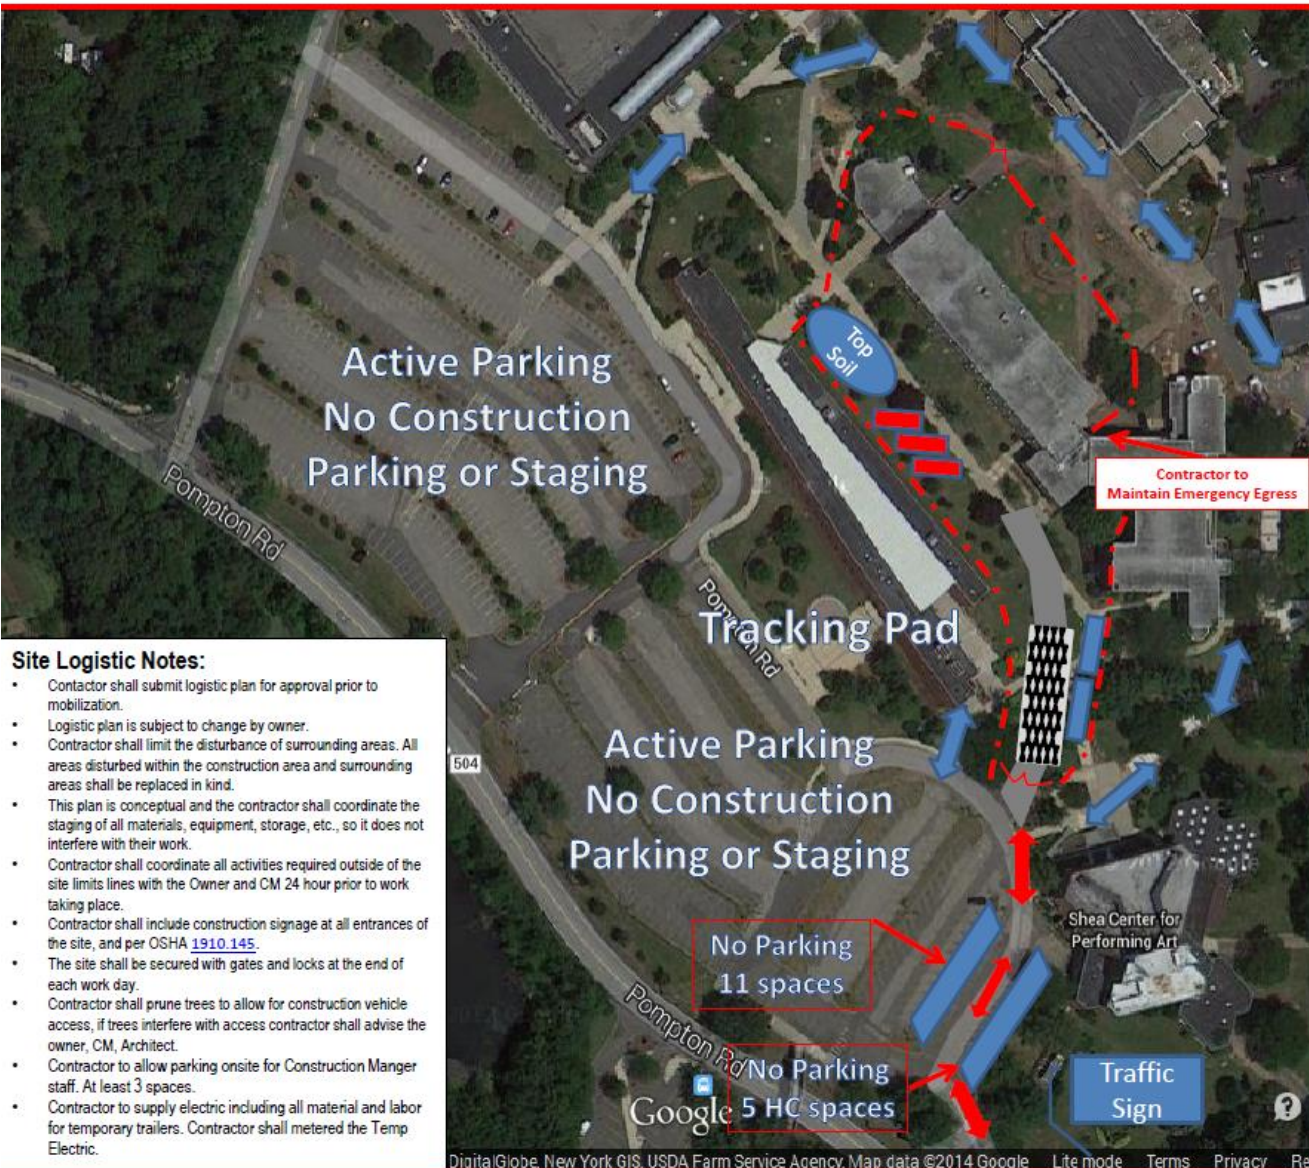 Top
Soil
Active Parking
No Construction
Parking or Staging
Contractor to
Maintain Emergency Egress
Pompton Rd
Pompton Rd
Tracking Pad
Site Logistic Notes:
• Contactor shall submit logistic plan for approval prior to
mobilization.
• Logistic plan is subject to change by owner.
• Contractor shall limit the disturbance of surrounding areas. All
areas disturbed within the construction area and surrounding
areas shall be replaced in kind.
• This plan is conceptual and the contractor shall coordinate the
staging of all materials, equipment, storage, etc., so it does not
interfere with their work.
• Contractor shall coordinate all activities required outside of the
site limits lines with the Owner and CM 24 hour prior to work
taking place.
• Contractor shall include construction signage at all entrances of
the site, and per OSHA 1910.145.
• The site shall be secured with gates and locks at the end of
each work day.
• Contractor shall prune trees to allow for construction vehicle
access, if trees interfere with access contractor shall advise the
owner, CM, Architect.
• Contractor to allow parking onsite for Construction Manger
staff. At least 3 spaces.
• Contractor to supply electric including all material and labor
for temporary trailers. Contractor shall metered the Temp
Electric.
504
Active Parking
No Construction
Parking or Staging
Shea Center for
Performing Art
No Parking
11 spaces
Pompton Rd
No Parking
5 HC spaces
Traffic
Sign
Google
DigitalGlobe, New York GIS, USDA Farm Service Agency, Map data ©2014 Google Lite mode Terms Privacy